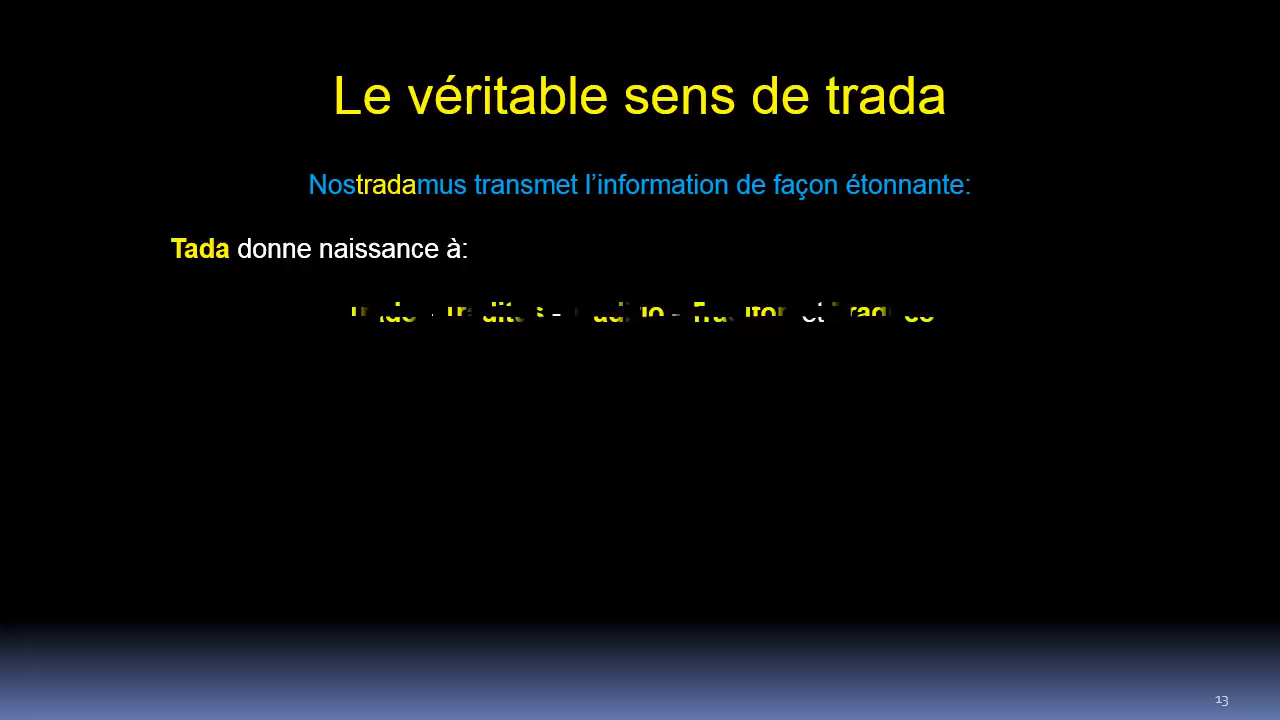 Le véritable sens de trada
Nostradamus transmet l’information de façon étonnante:
Tada donne naissance à:
et
13